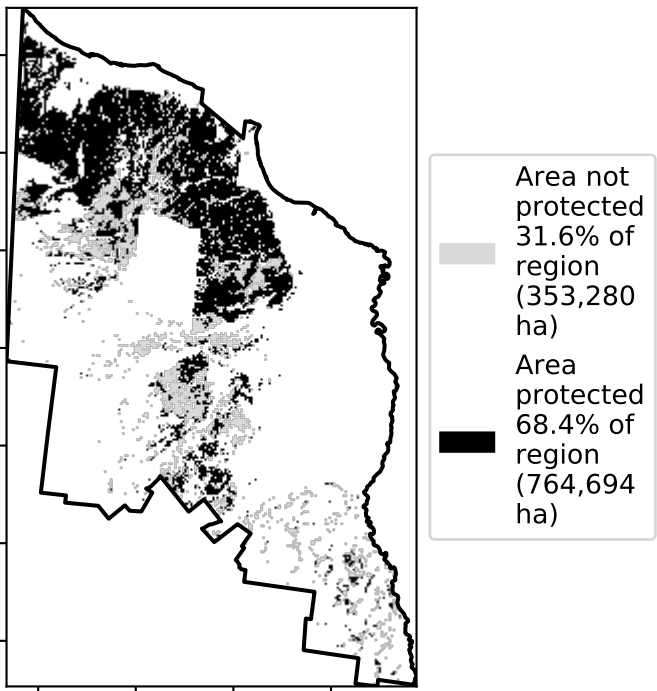 Area not
protected
31.6% of
region
(353,280
ha)
Area
protected
68.4% of
region
(764,694
ha)